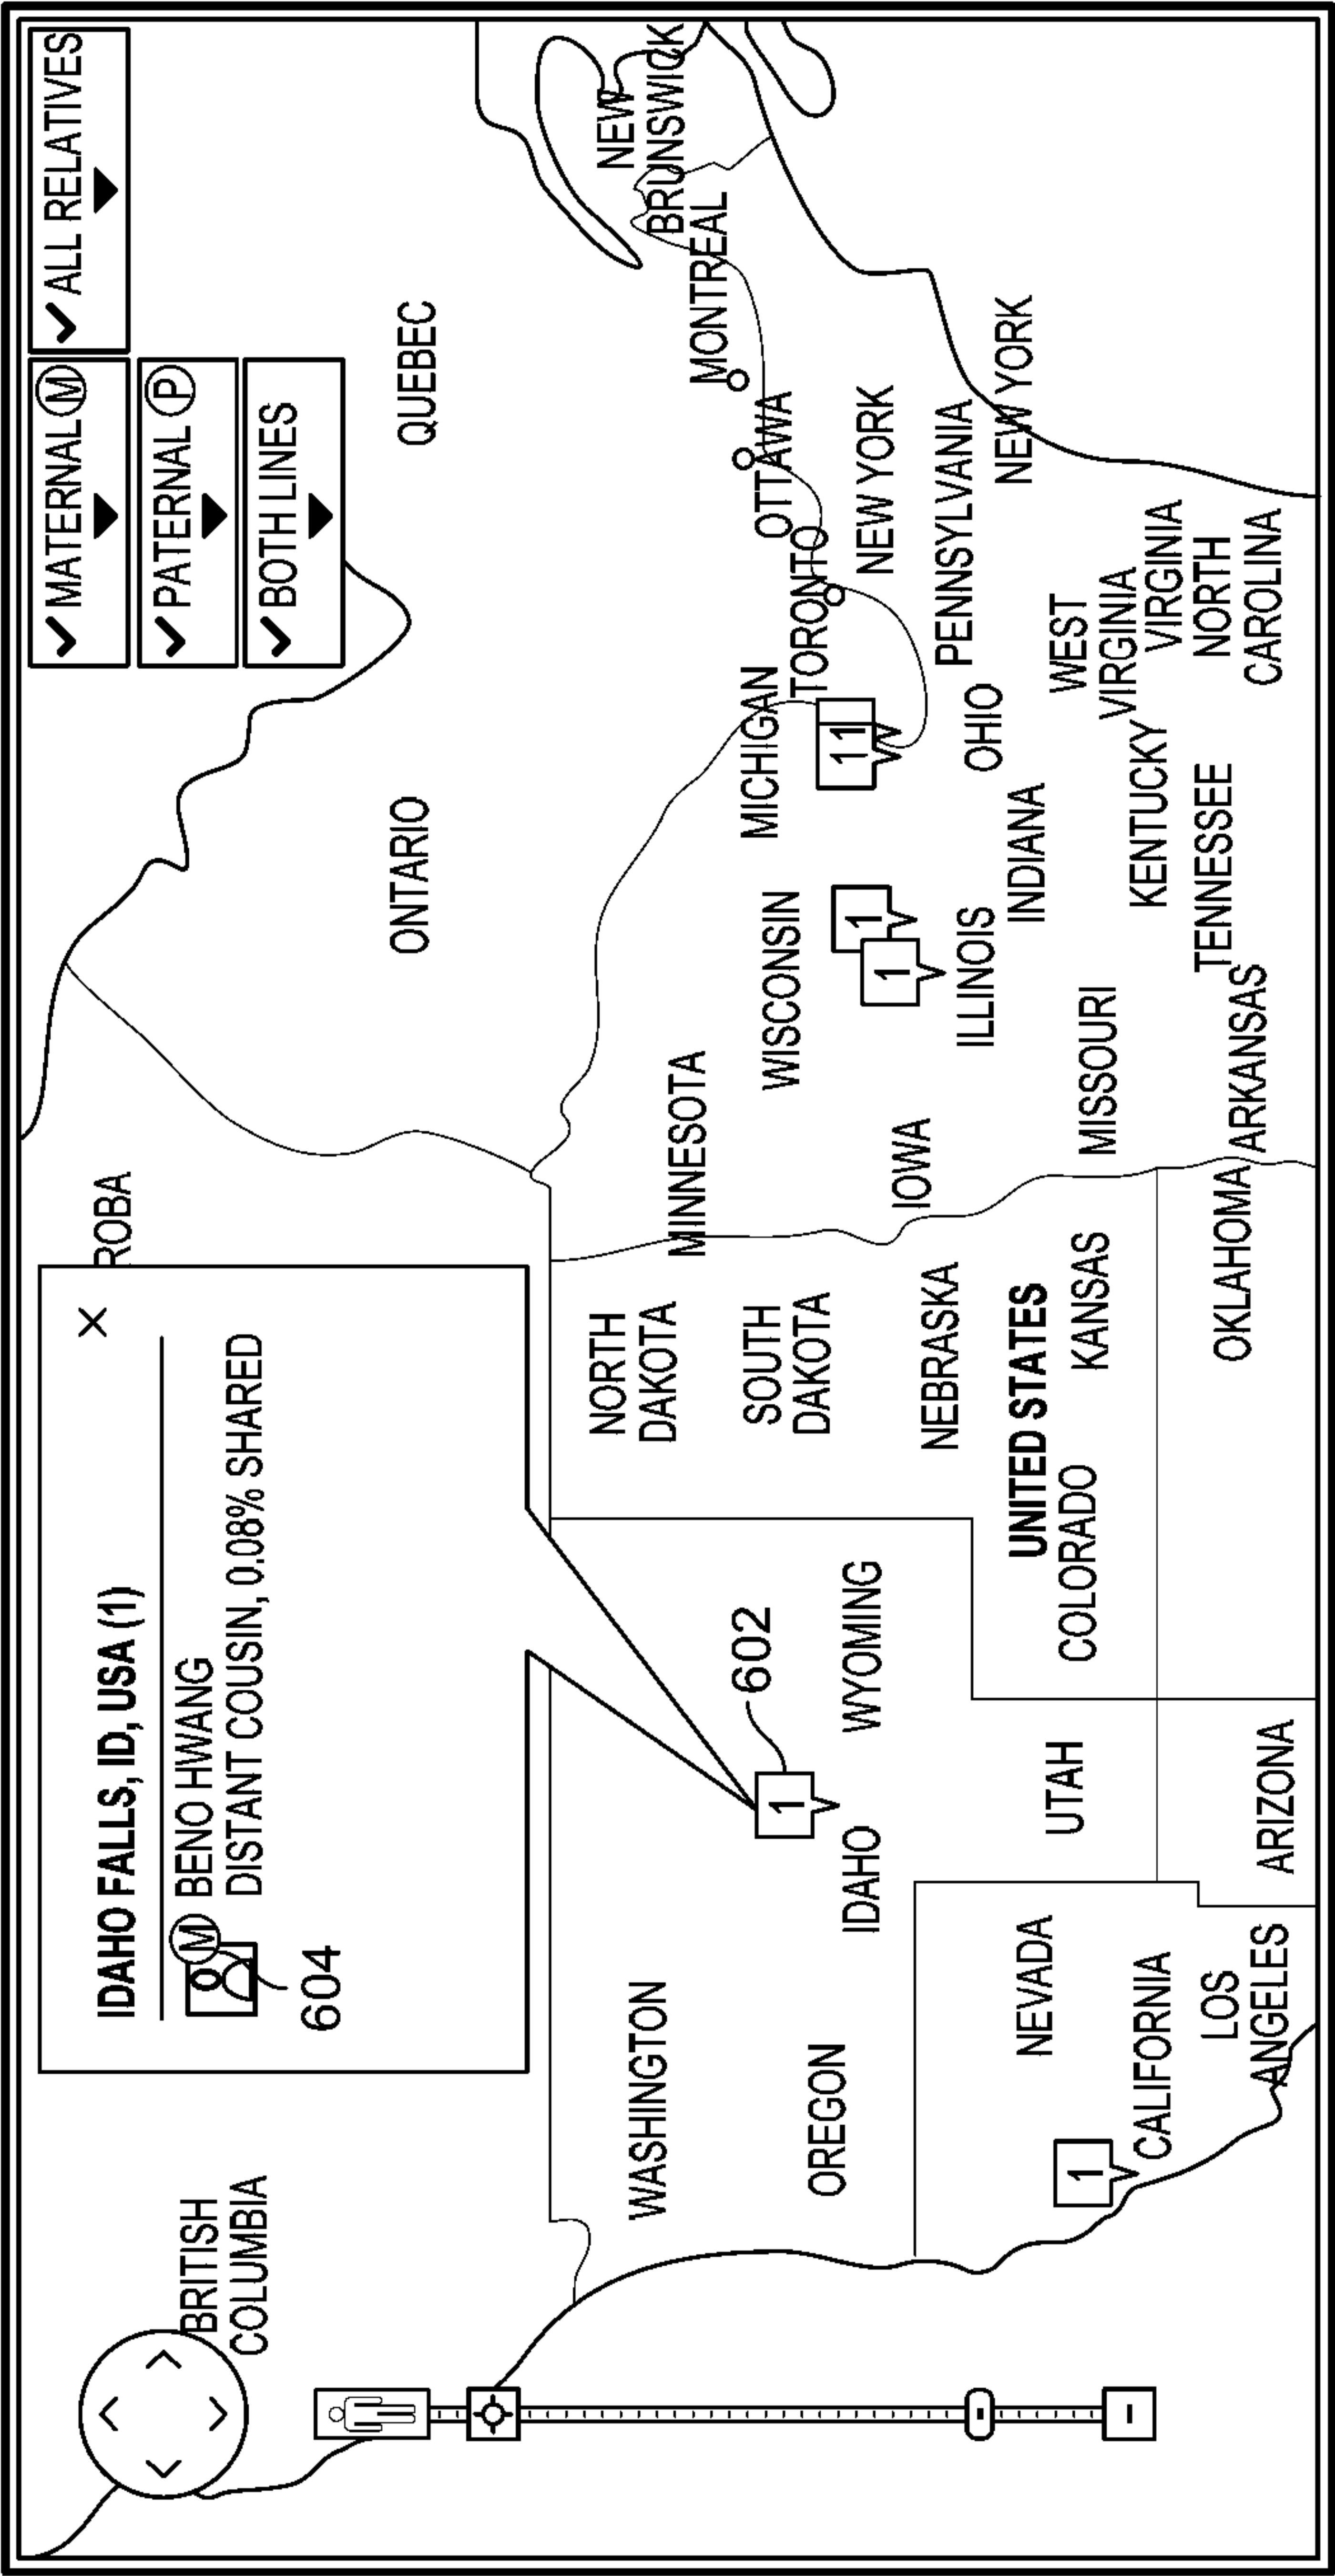 MATERNAL M
ALL RELATIVES
PATERNAL P
BOTH LINES
IDAHO FALLS, ID, USA (1)
X
M BENO HWANG
DISTANT COUSIN, 0.08% SHARED
604
ROBA
BRITISH
COLUMBIA
ONTARIO
QUEBEC
NEW
BRUNSWICK
MONTREAL
OTTAWA
TORONTO
WASHINGTON
NORTH
DAKOTA
MINNESOTA
MICHIGAN
602
1
SOUTH
DAKOTA
WISCONSIN
11
1
1
OREGON
IDAHO
WYOMING
NEW YORK
IOWA
NEBRASKA
ILLINOIS
OHIO
PENNSYLVANIA
NEW YORK
INDIANA
UNITED STATES
NEVADA
UTAH
COLORADO
KANSAS
MISSOURI
WEST
VIRGINIA
1
CALIFORNIA
KENTUCKY
VIRGINIA
LOS
ANGELES
ARIZONA
OKLAHOMA
ARKANSAS
TENNESSEE
NORTH
CAROLINA